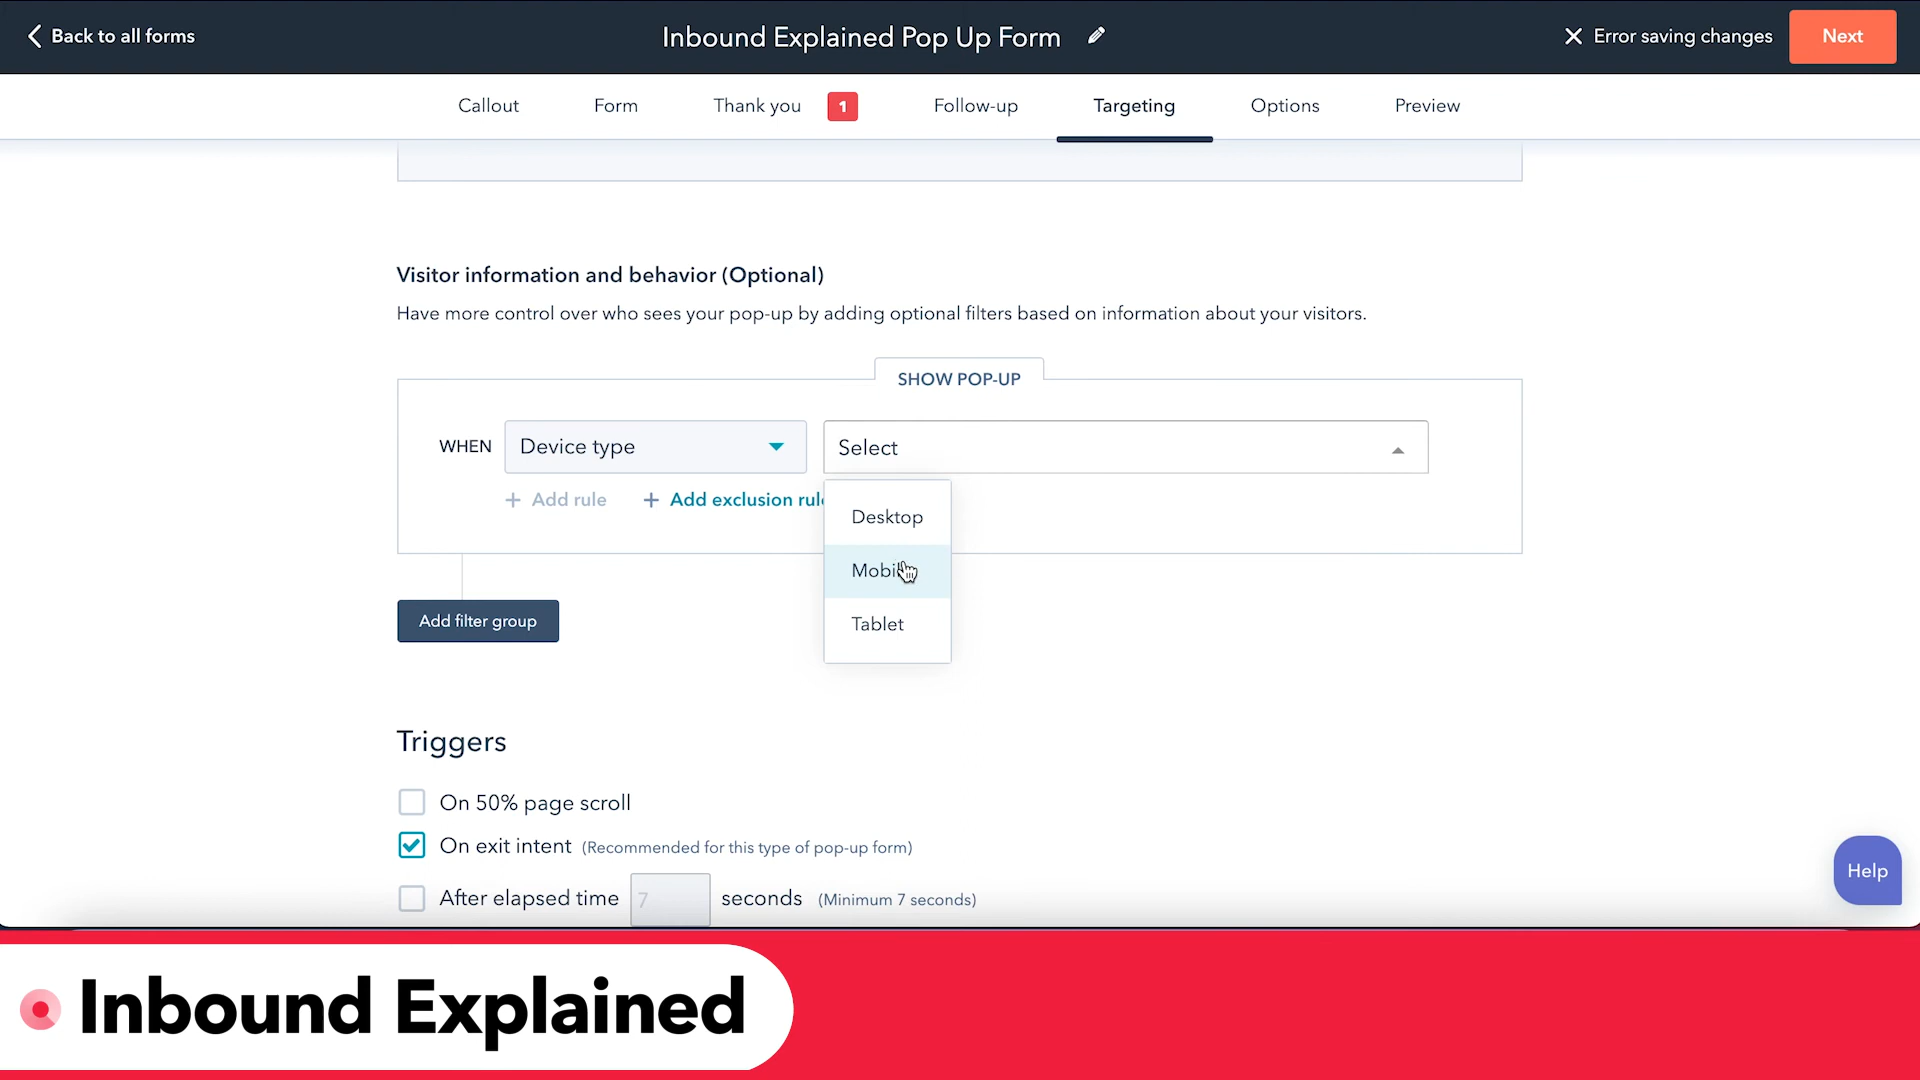 Back to all forms
Inbound Explained Pop Up Form
Error saving changes
Next
Callout
Form
Thank you
1
Follow-up
Targeting
Options
Preview
Visitor information and behavior (Optional)
Have more control over who sees your pop-up by adding optional filters based on information about your visitors.
SHOW POP-UP
WHEN
Device type
Select
+ Add rule
+ Add exclusion rule
Desktop
Mobile
Tablet
Add filter group
Triggers
On 50% page scroll
On exit intent (Recommended for this type of pop-up form)
After elapsed time 7 seconds (Minimum 7 seconds)
Help
Inbound Explained